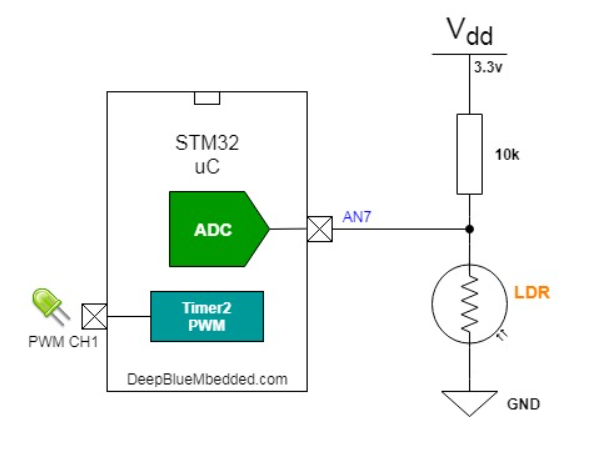 Vdd
3.3v
STM32
uC
10k
AN7
ADC
LDR
Timer2
PWM
PWM CH1
DeepBlueMbedded.com
GND